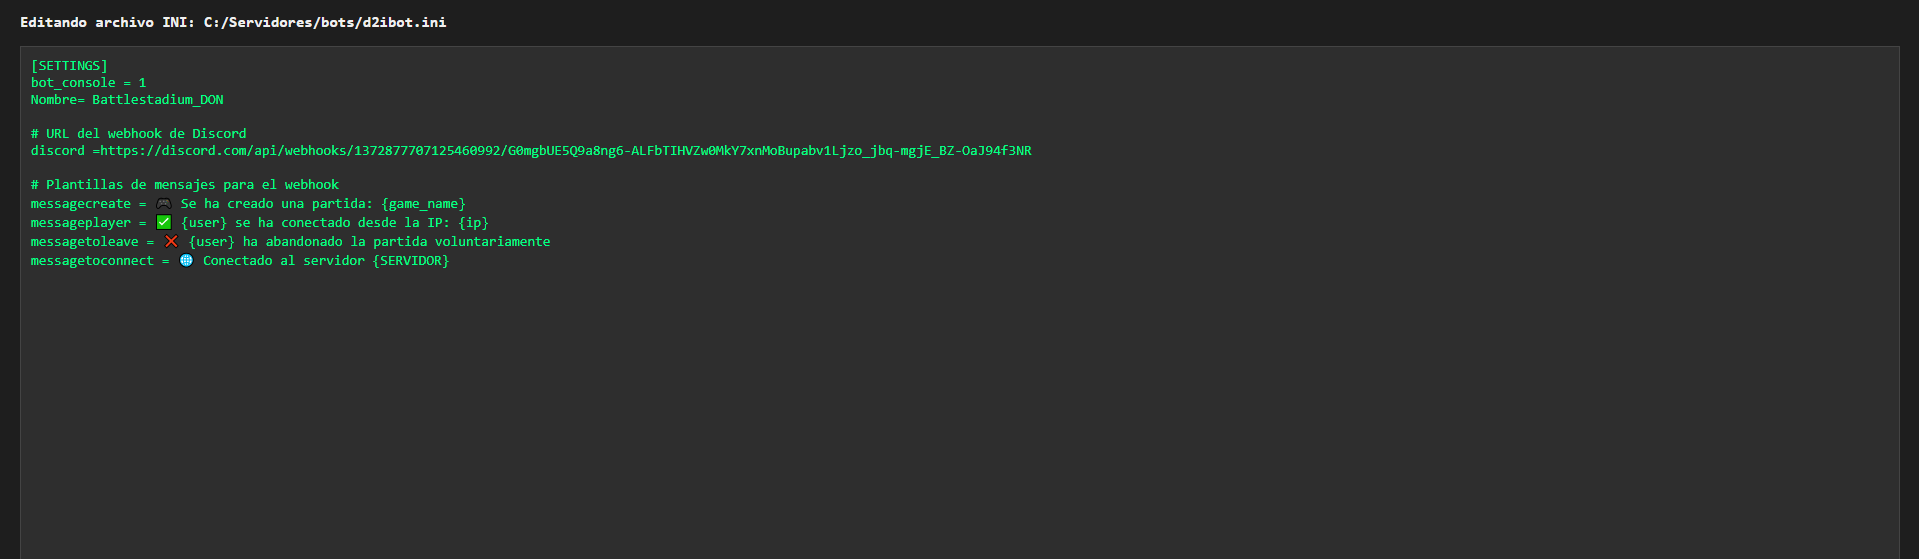 Editando archivo INI: C:/Servidores/bots/d2ibot.ini
[SETTINGS]
bot_console = 1
Nombre= Battlestadium_DON
# URL del webhook de Discord
discord =https://discord.com/api/webhooks/1372877707125460992/G0mgbUE5Q9a8ng6-ALFbTIHVZw0MkY7xnMoBupabv1Ljzo_jbq-mgjE_BZ-OaJ94f3NR
# Plantillas de mensajes para el webhook
messagecreate = 🎮 Se ha creado una partida: {game_name}
messageplayer = ✅ {user} se ha conectado desde la IP: {ip}
messagetoleave = ❌ {user} ha abandonado la partida voluntariamente
messagetoconnect = 🌐 Conectado al servidor {SERVIDOR}